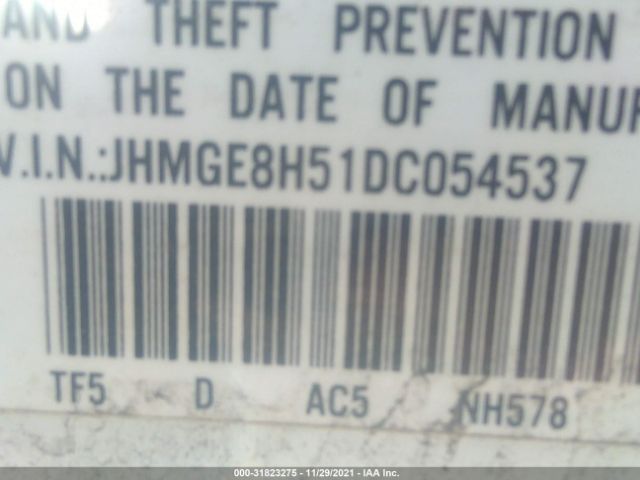 AND THEFT PREVENTION
ON THE DATE OF MANUF
V.I.N.:JHMGE8H51DC054537
TF5 D AC5 NH578
000-31823275 - 11/29/2021 - IAA Inc.